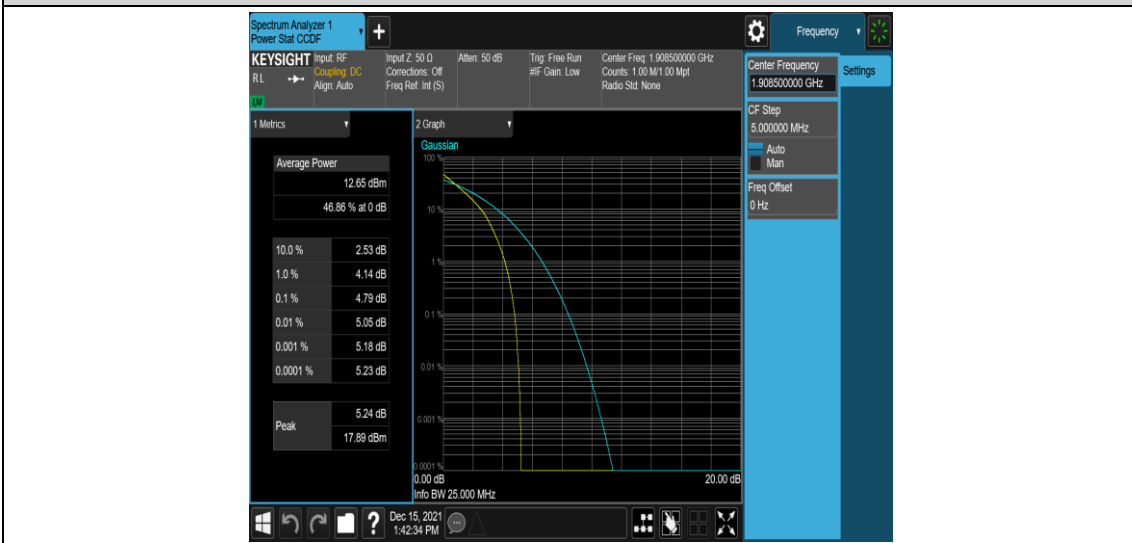 Spectrum Analyzer 1
Power Stat CCDF
+
Frequency
KEYSIGHT
RL
LXI
Input: RF
Coupling: DC
Align: Auto
Input Z: 50 Ω
Corrections: Off
Freq Ref: Int (S)
Atten: 50 dB
Trig: Free Run
#IF Gain: Low
Center Freq: 1.908500000 GHz
Counts: 1.00 M/1.00 Mpt
Radio Std: None
Center Frequency
1.908500000 GHz
Settings
CF Step
5.000000 MHz
Auto
Man
Freq Offset
0 Hz
1 Metrics
Average Power
12.65 dBm
46.86 % at 0 dB
10.0 % 2.53 dB
1.0 % 4.14 dB
0.1 % 4.79 dB
0.01 % 5.05 dB
0.001 % 5.18 dB
0.0001 % 5.23 dB
Peak
5.24 dB
17.89 dBm
2 Graph
Gaussian
100 %
10 %
1 %
0.1 %
0.01 %
0.001 %
0.0001 %
0.00 dB 20.00 dB
Info BW 25.000 MHz
?
Dec 15, 2021
1:42:34 PM